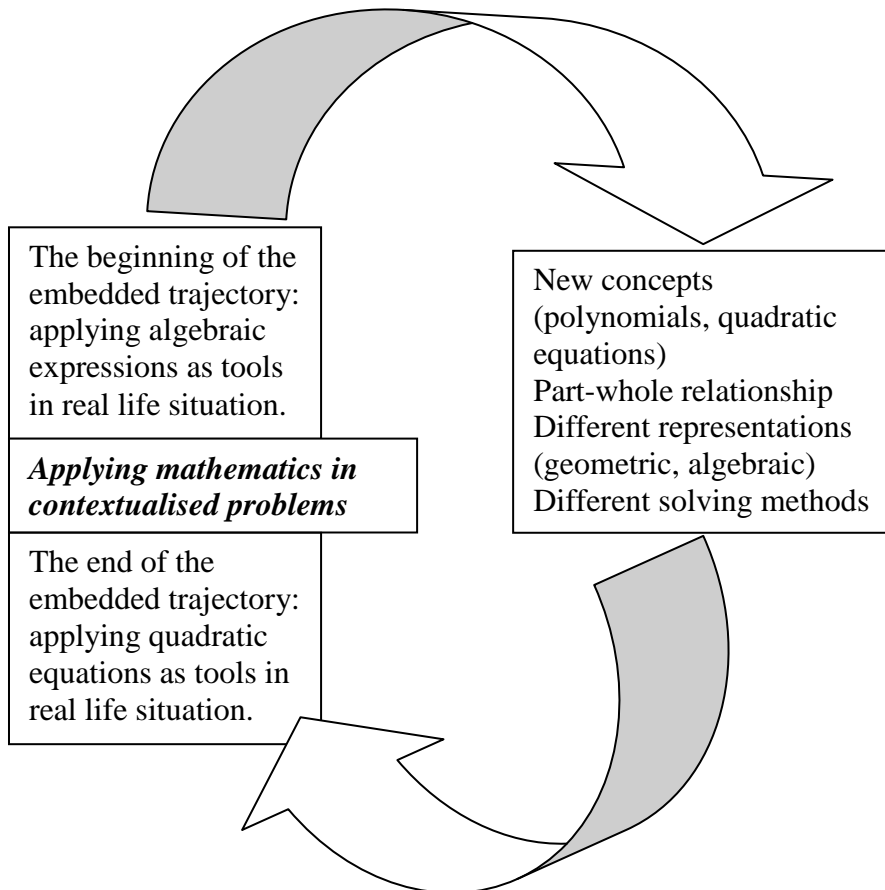 The beginning of the
embedded trajectory:
applying algebraic
expressions as tools
in real life situation.
Applying mathematics in
contextualised problems
The end of the
embedded trajectory:
applying quadratic
equations as tools in
real life situation.
New concepts
(polynomials, quadratic
equations)
Part-whole relationship
Different representations
(geometric, algebraic)
Different solving methods